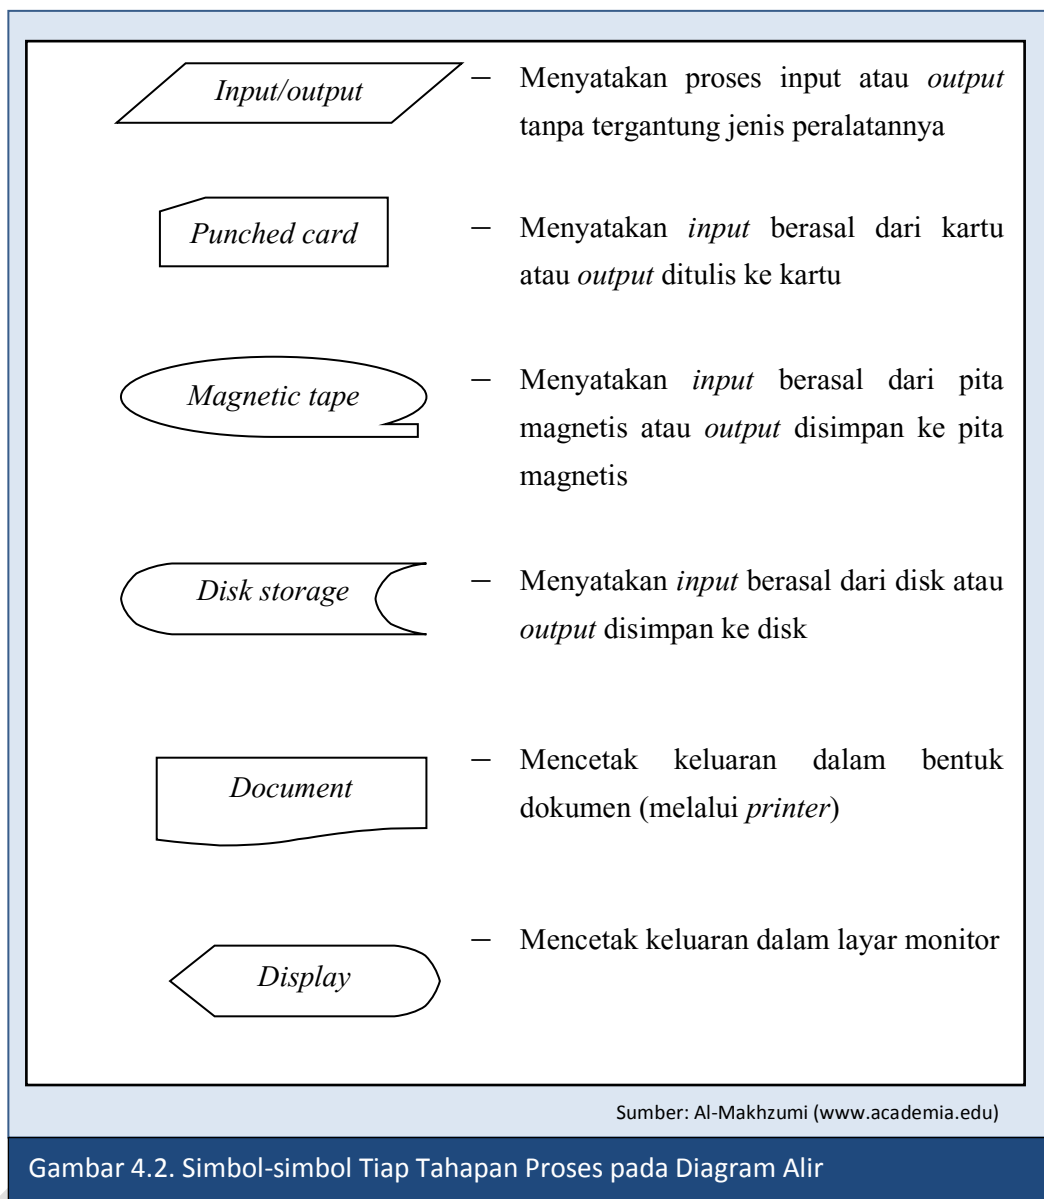 Input/output
– Menyatakan proses input atau output
tanpa tergantung jenis peralatannya
Punched card
– Menyatakan input berasal dari kartu
atau output ditulis ke kartu
Magnetic tape
– Menyatakan input berasal dari pita
magnetis atau output disimpan ke pita
magnetis
Disk storage
– Menyatakan input berasal dari disk atau
output disimpan ke disk
Document
– Mencetak keluaran dalam bentuk
dokumen (melalui printer)
Display
– Mencetak keluaran dalam layar monitor
Sumber: Al-Makhzumi (www.academia.edu)
Gambar 4.2. Simbol-simbol Tiap Tahapan Proses pada Diagram Alir